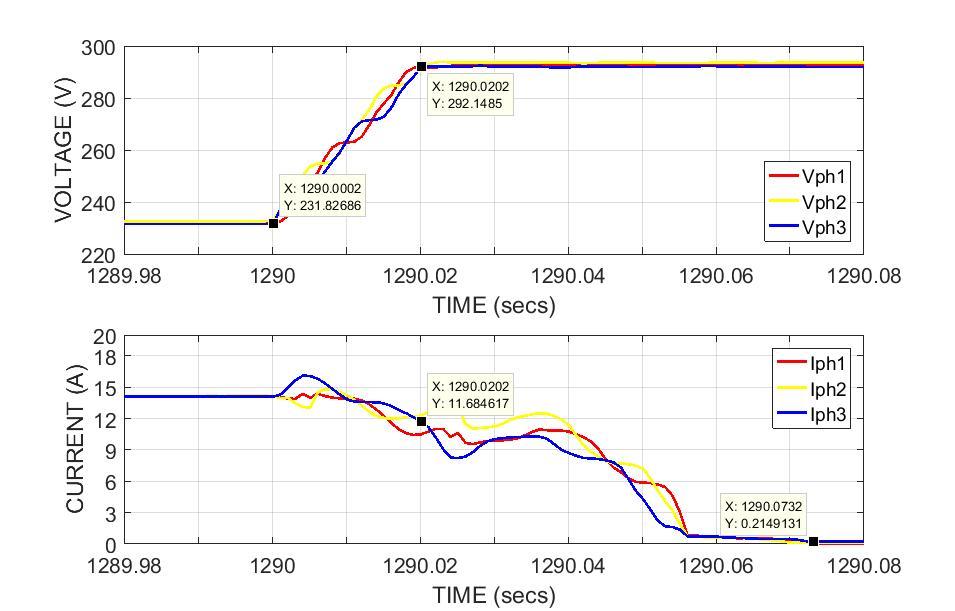 300
280
260
240
220
VOLTAGE (V)
X: 1290.0202
Y: 292.1485
X: 1290.0002
Y: 231.82686
Vph1
Vph2
Vph3
1289.98
1290
1290.02
1290.04
1290.06
1290.08
TIME (secs)
20
18
15
12
9
6
3
0
CURRENT (A)
X: 1290.0202
Y: 11.684617
Iph1
Iph2
Iph3
X: 1290.0732
Y: 0.2149131
1289.98
1290
1290.02
1290.04
1290.06
1290.08
TIME (secs)